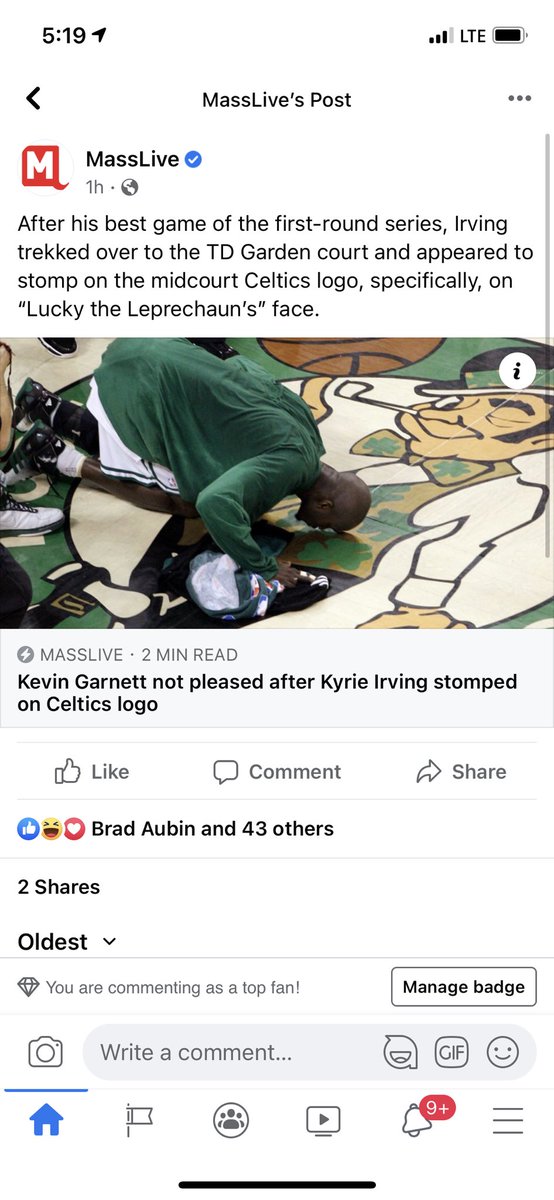 5:19
LTE
MassLive's Post
M
MassLive
1h ·
After his best game of the first-round series, Irving
trekked over to the TD Garden court and appeared to
stomp on the midcourt Celtics logo, specifically, on
“Lucky the Leprechaun’s” face.
i
MASSLIVE · 2 MIN READ
Kevin Garnett not pleased after Kyrie Irving stomped
on Celtics logo
Like Comment Share
Brad Aubin and 43 others
2 Shares
Oldest
You are commenting as a top fan! Manage badge
Write a comment... GIF
9+